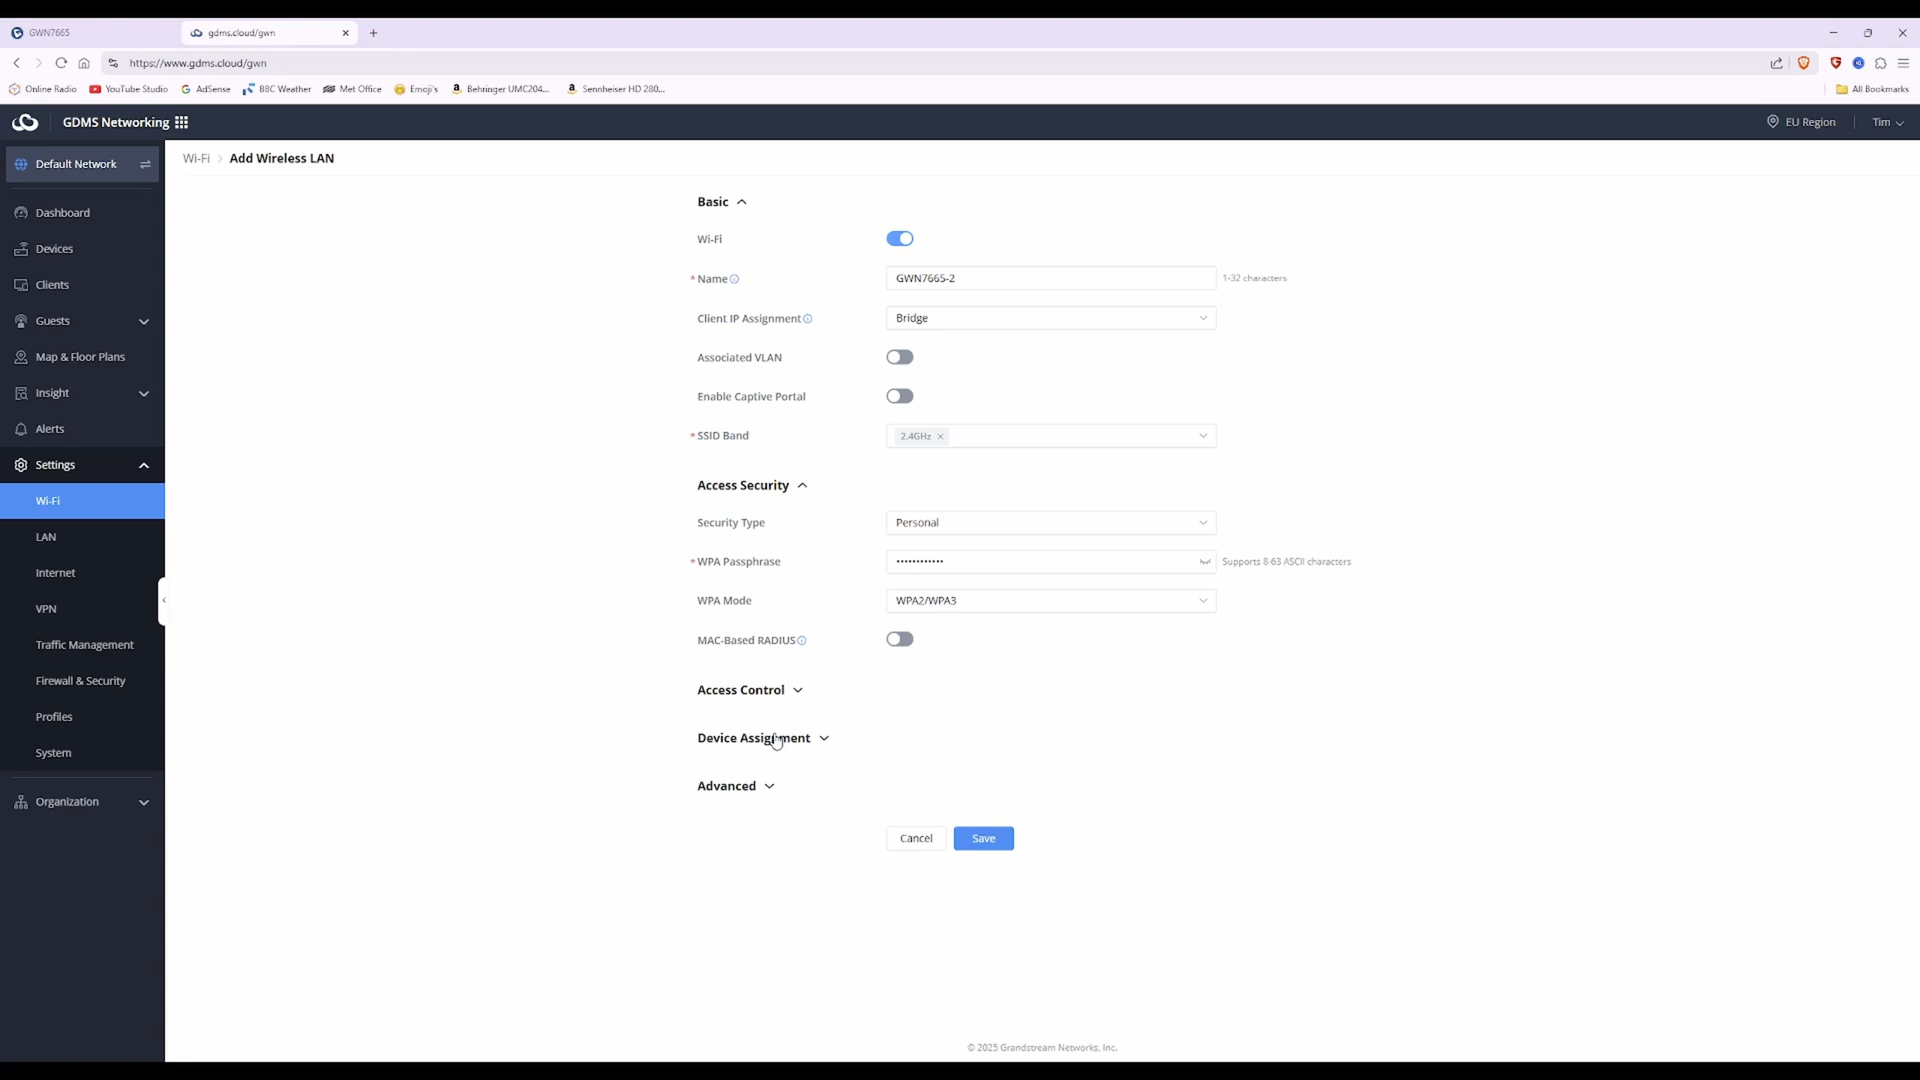 GWN7665
gdms.cloud/gwn
https://www.gdms.cloud/gwn
Online Radio YouTube Studio AdSense BBC Weather Met Office Emoji's Behringer UMC204... Sennheiser HD 280... All Bookmarks
GDMS Networking EU Region Tim
Default Network
Wi-Fi > Add Wireless LAN
Dashboard
Devices
Clients
Guests
Map & Floor Plans
Insight
Alerts
Settings
Wi-Fi
LAN
Internet
VPN
Traffic Management
Firewall & Security
Profiles
System
Organization
Basic
Wi-Fi
* Name GWN7665-2 1-32 characters
Client IP Assignment Bridge
Associated VLAN
Enable Captive Portal
* SSID Band 2.4GHz ×
Access Security
Security Type Personal
* WPA Passphrase •••••••••••• Supports 8-63 ASCII characters
WPA Mode WPA2/WPA3
MAC-Based RADIUS
Access Control
Device Assignment
Advanced
Cancel Save
© 2025 Grandstream Networks, Inc.